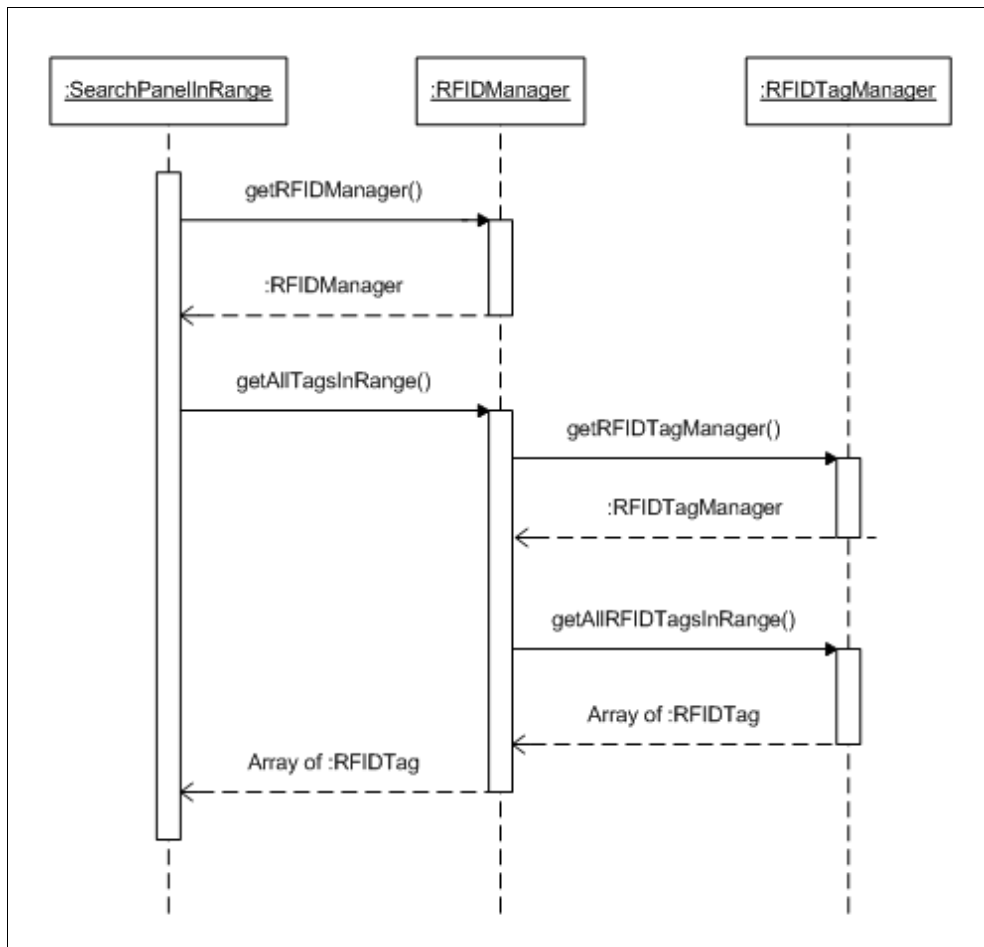 :SearchPanelInRange
:RFIDManager
:RFIDTagManager
getRFIDManager()
:RFIDManager
getAllTagsInRange()
getRFIDTagManager()
:RFIDTagManager
getAllRFIDTagsInRange()
Array of :RFIDTag
Array of :RFIDTag